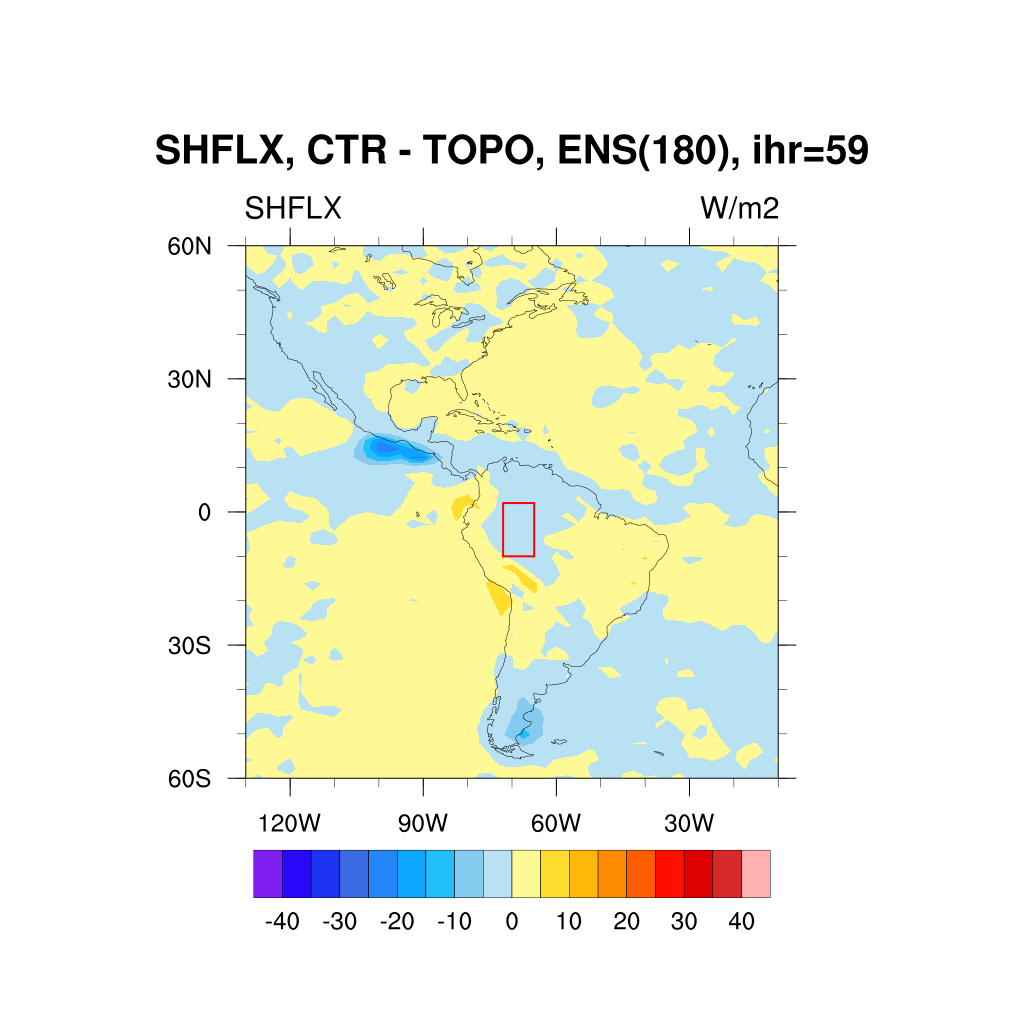 SHFLX, CTR - TOPO, ENS(180), ihr=59
SHFLX W/m2
60N
30N
0
30S
60S
120W 90W 60W 30W
-40 -30 -20 -10 0 10 20 30 40